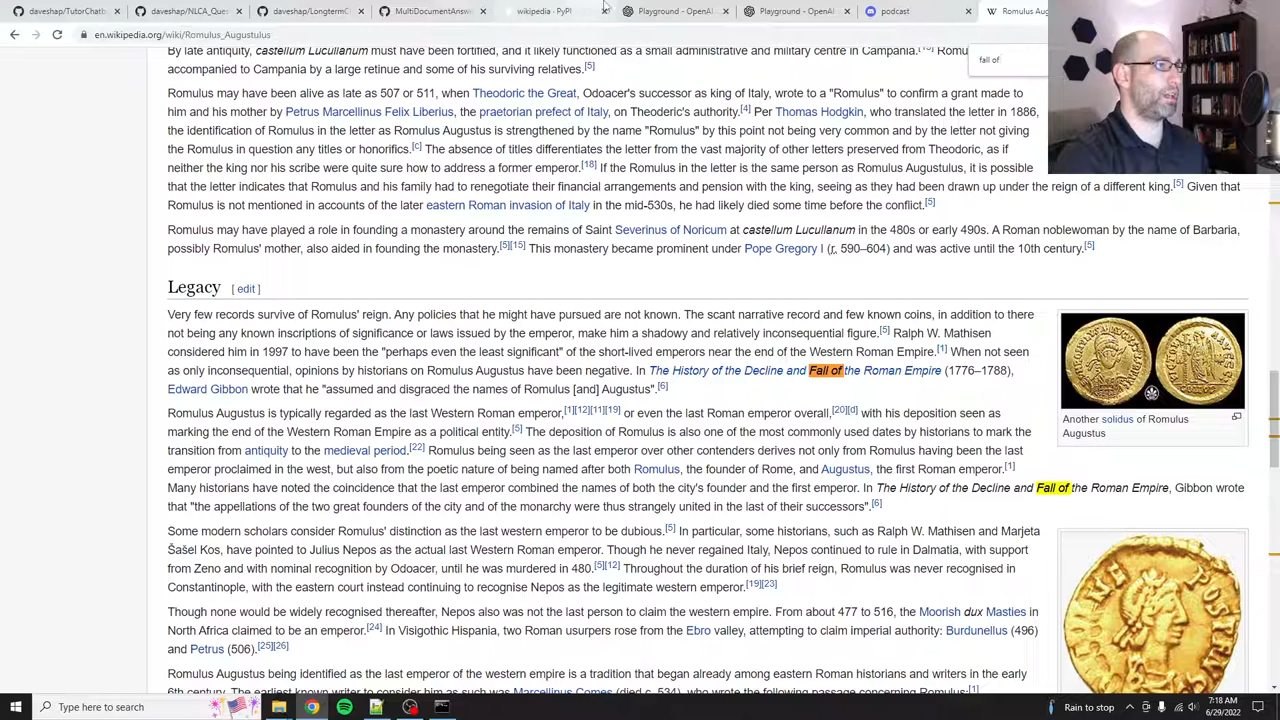 daveshap/TutorChatb
daveshap/NLCA_Ques
daveshap/LongtermC
MultiDocumentAnsw
wikipedia · PyPI
Playground - OpenAI
Playground - OpenAI
podcast
Romulus Aug
en.wikipedia.org/wiki/Romulus_Augustulus
fall of
By late antiquity, castellum Lucullanum must have been fortified, and it likely functioned as a small administrative and military centre in Campania.
accompanied to Campania by a large retinue and some of his surviving relatives.[5]
Romulus may have been alive as late as 507 or 511, when Theodoric the Great, Odoacer's successor as king of Italy, wrote to a "Romulus" to confirm a grant made to
him and his mother by Petrus Marcellinus Felix Liberius, the praetorian prefect of Italy, on Theoderic's authority.[4] Per Thomas Hodgkin, who translated the letter in 1886,
the identification of Romulus in the letter as Romulus Augustus is strengthened by the name "Romulus" by this point not being very common and by the letter not giving
the Romulus in question any titles or honorifics.[c] The absence of titles differentiates the letter from the vast majority of other letters preserved from Theodoric, as if
neither the king nor his scribe were quite sure how to address a former emperor.[18] If the Romulus in the letter is the same person as Romulus Augustulus, it is possible
that the letter indicates that Romulus and his family had to renegotiate their financial arrangements and pension with the king, seeing as they had been drawn up under the reign of a different king.[5] Given that
Romulus is not mentioned in accounts of the later eastern Roman invasion of Italy in the mid-530s, he had likely died some time before the conflict.[5]
Romulus may have played a role in founding a monastery around the remains of Saint Severinus of Noricum at castellum Lucullanum in the 480s or early 490s. A Roman noblewoman by the name of Barbaria,
possibly Romulus' mother, also aided in founding the monastery.[5][15] This monastery became prominent under Pope Gregory I (r. 590–604) and was active until the 10th century.[5]
Legacy [ edit ]
Very few records survive of Romulus' reign. Any policies that he might have pursued are not known. The scant narrative record and few known coins, in addition to there
not being any known inscriptions of significance or laws issued by the emperor, make him a shadowy and relatively inconsequential figure.[5] Ralph W. Mathisen
considered him in 1997 to have been the "perhaps even the least significant" of the short-lived emperors near the end of the Western Roman Empire.[1] When not seen
as only inconsequential, opinions by historians on Romulus Augustus have been negative. In The History of the Decline and Fall of the Roman Empire (1776–1788),
Edward Gibbon wrote that he "assumed and disgraced the names of Romulus [and] Augustus".[6]
Another solidus of Romulus
Augustus
Romulus Augustus is typically regarded as the last Western Roman emperor,[1][12][11][19] or even the last Roman emperor overall,[20][d] with his deposition seen as
marking the end of the Western Roman Empire as a political entity.[5] The deposition of Romulus is also one of the most commonly used dates by historians to mark the
transition from antiquity to the medieval period.[22] Romulus being seen as the last emperor over other contenders derives not only from Romulus having been the last
emperor proclaimed in the west, but also from the poetic nature of being named after both Romulus, the founder of Rome, and Augustus, the first Roman emperor.[1]
Many historians have noted the coincidence that the last emperor combined the names of both the city's founder and the first emperor. In The History of the Decline and Fall of the Roman Empire, Gibbon wrote
that "the appellations of the two great founders of the city and of the monarchy were thus strangely united in the last of their successors".[6]
Some modern scholars consider Romulus' distinction as the last western emperor to be dubious.[5] In particular, some historians, such as Ralph W. Mathisen and Marjeta
Šašel Kos, have pointed to Julius Nepos as the actual last Western Roman emperor. Though he never regained Italy, Nepos continued to rule in Dalmatia, with support
from Zeno and with nominal recognition by Odoacer, until he was murdered in 480.[5][12] Throughout the duration of his brief reign, Romulus was never recognised in
Constantinople, with the eastern court instead continuing to recognise Nepos as the legitimate western emperor.[19][23]
Though none would be widely recognised thereafter, Nepos also was not the last person to claim the western empire. From about 477 to 516, the Moorish dux Masties in
North Africa claimed to be an emperor.[24] In Visigothic Hispania, two Roman usurpers rose from the Ebro valley, attempting to claim imperial authority: Burdunellus (496)
and Petrus (506).[25][26]
Romulus Augustus being identified as the last emperor of the western empire is a tradition that began already among eastern Roman historians and writers in the early
6th century. The earliest known writer to consider him as such was Marcellinus Comes (died c. 534), who wrote the following passage concerning Romulus:[1]
Type here to search
Rain to stop
7:18 AM
6/29/2022